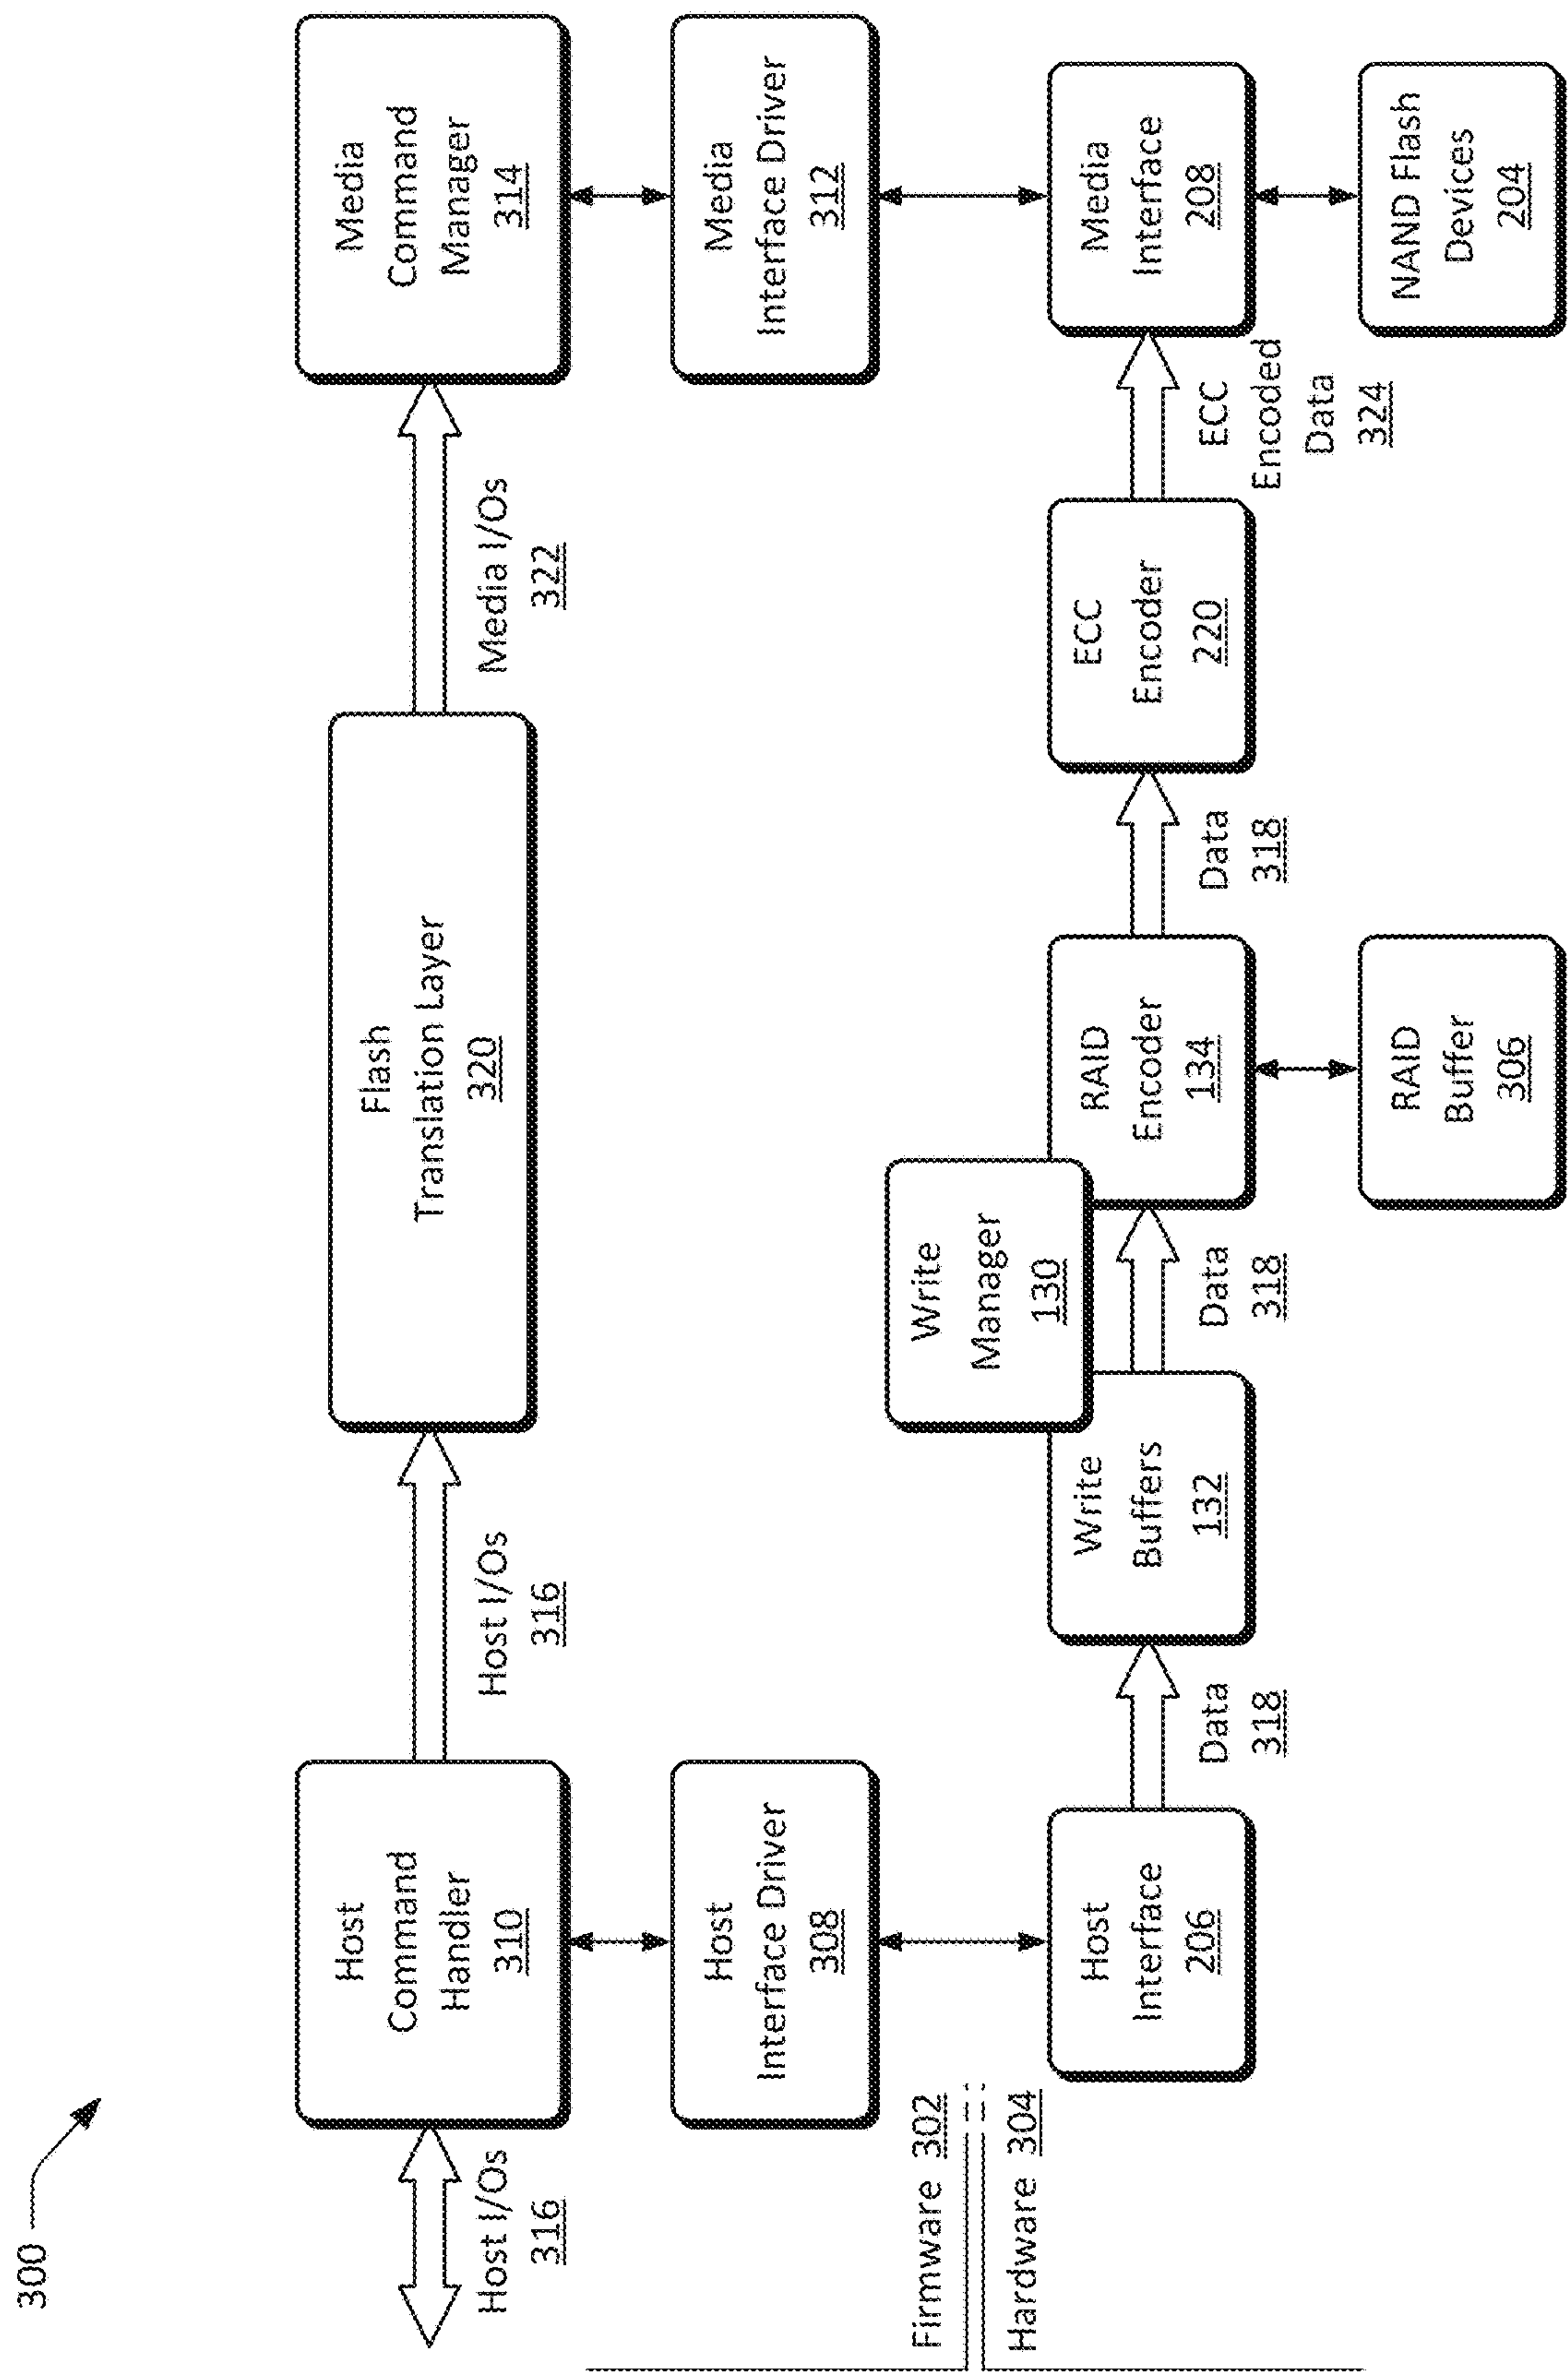 300
Host I/Os
316
Host
Command
Handler
310
Host I/Os
316
Flash
Translation Layer
320
Media I/Os
322
Media
Command
Manager
314
Host
Interface Driver
308
Media
Interface Driver
312
Firmware 302
Hardware 304
Host
Interface
206
Data
318
Write
Buffers
132
Write
Manager
130
Data
318
RAID
Encoder
134
Data
318
ECC
Encoder
220
ECC
Encoded
Data
324
Media
Interface
208
RAID
Buffer
306
NAND Flash
Devices
204